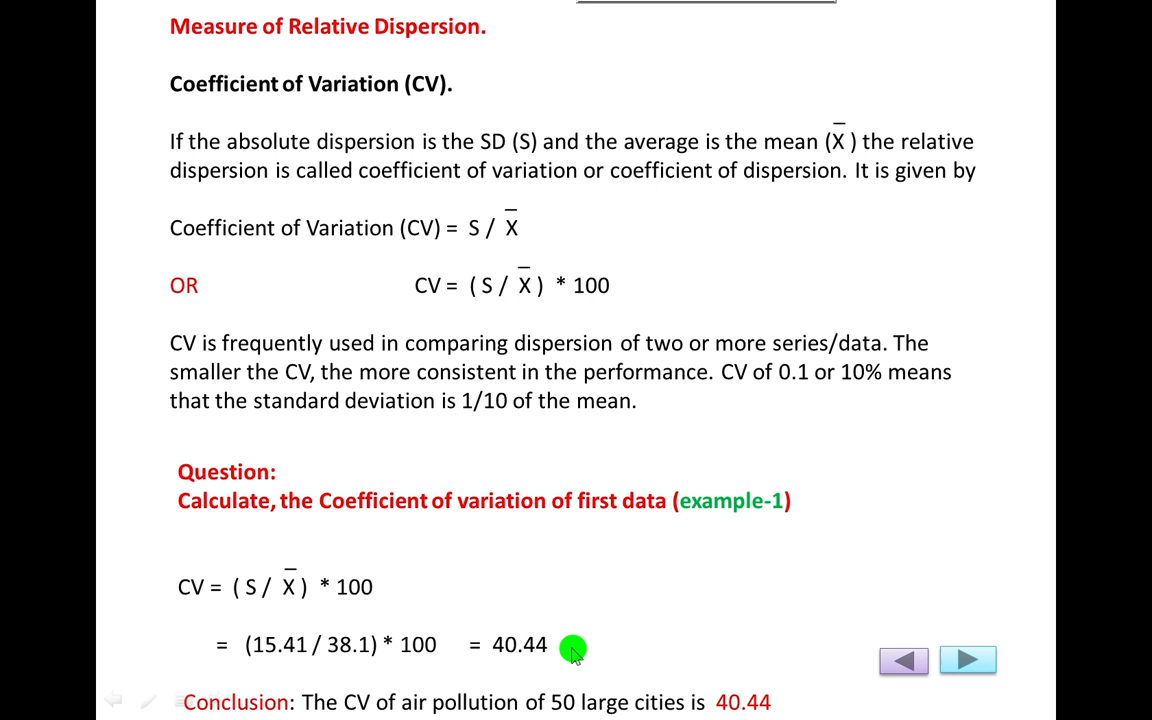 Measure of Relative Dispersion.
Coefficient of Variation (CV).
If the absolute dispersion is the SD (S) and the average is the mean (X̅ ) the relative
dispersion is called coefficient of variation or coefficient of dispersion. It is given by
Coefficient of Variation (CV) = S / X̅
OR CV = ( S / X̅ ) * 100
CV is frequently used in comparing dispersion of two or more series/data. The
smaller the CV, the more consistent in the performance. CV of 0.1 or 10% means
that the standard deviation is 1/10 of the mean.
Question:
Calculate, the Coefficient of variation of first data (example-1)
CV = ( S / X̅ ) * 100
= (15.41 / 38.1) * 100 = 40.44
Conclusion: The CV of air pollution of 50 large cities is 40.44